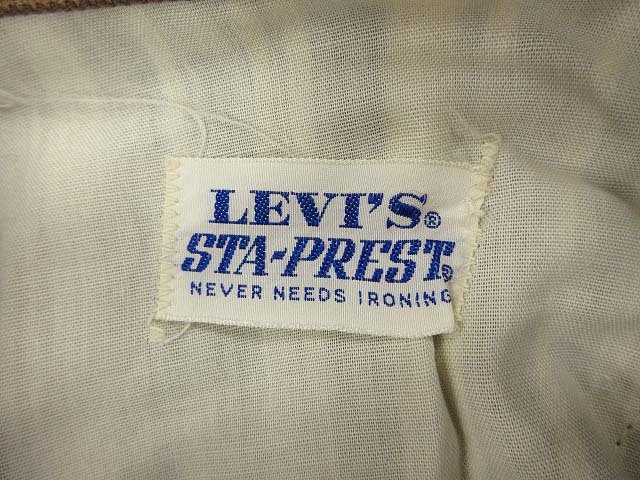 LEVI'S®
STA-PREST®
NEVER NEEDS IRONING